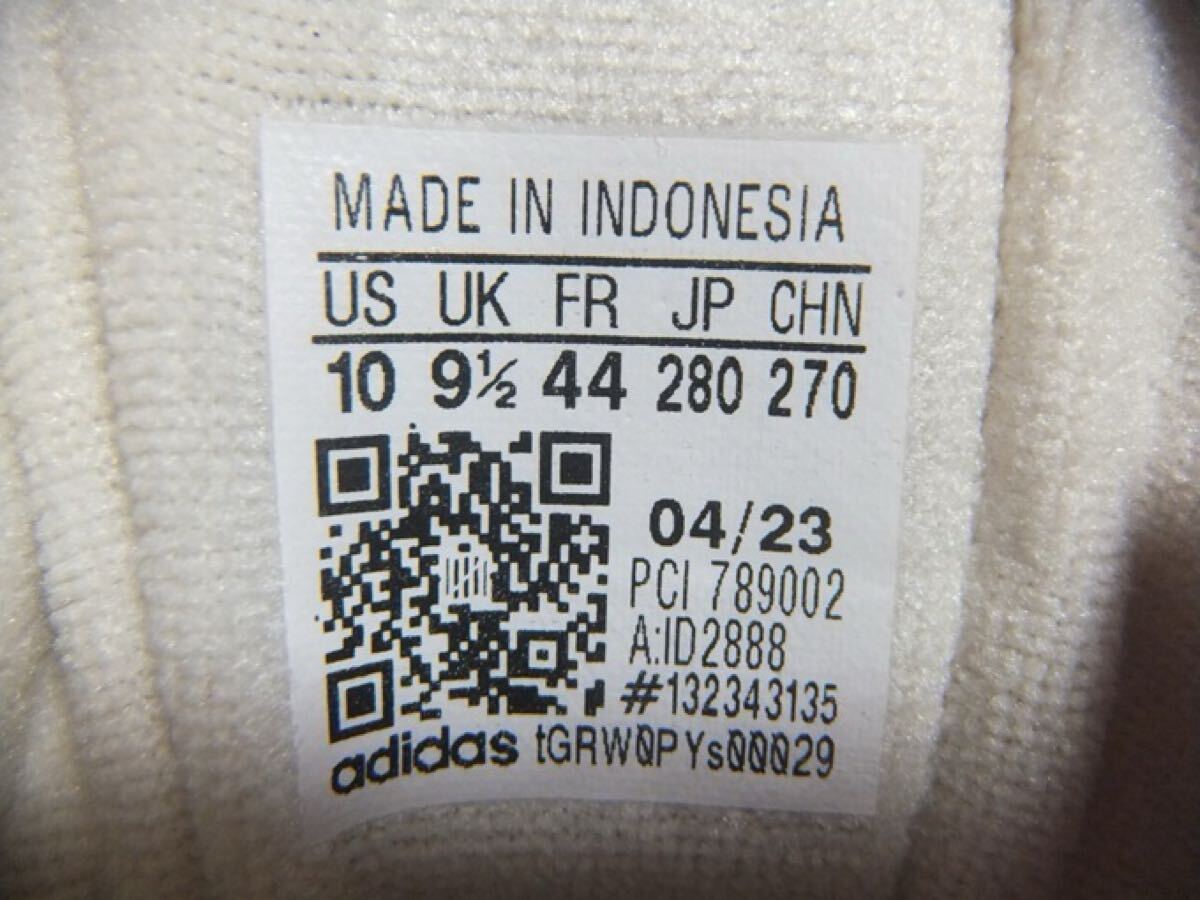 MADE IN INDONESIA
US UK FR JP CHN
10 9½ 44 280 270
04/23
PCI 789002
A:ID2888
#132343135
adidas tGRW0PYs00029